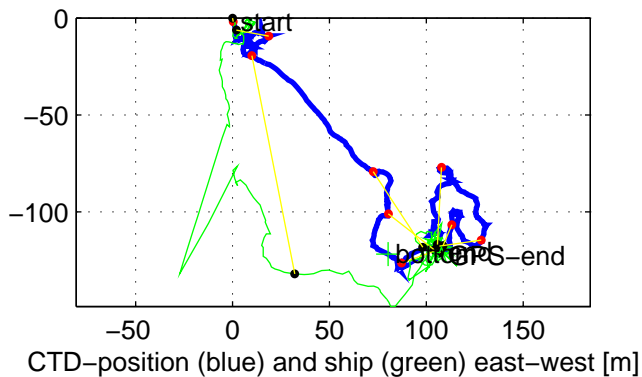 0
start
−50
−100
bottom
end
GPS−end
−50
0
50
100
150
CTD−position (blue) and ship (green) east−west [m]